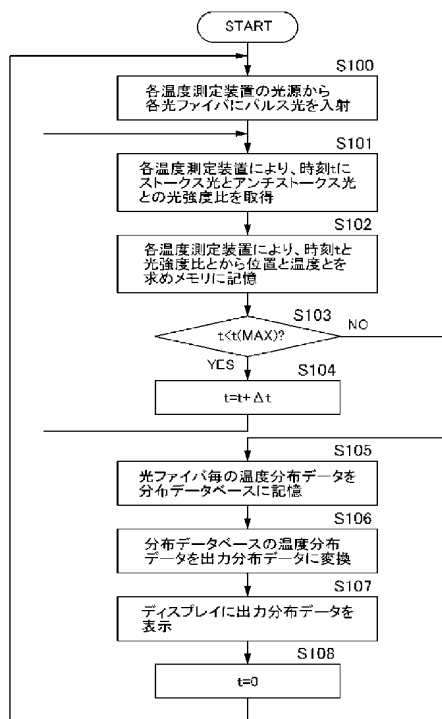 START
S100
各温度測定装置の光源から
各光ファイバにパルス光を入射
S101
各温度測定装置により、時刻tに
ストークス光とアンチストークス光
との光強度比を取得
S102
各温度測定装置により、時刻tと
光強度比とから位置と温度とを
求めメモリに記憶
S103
t<t(MAX)?
NO
YES
S104
t=t+Δt
S105
光ファイバ毎の温度分布データを
分布データベースに記憶
S106
分布データベースの温度分布
データを出力分布データに変換
S107
ディスプレイに出力分布データを
表示
S108
t=0